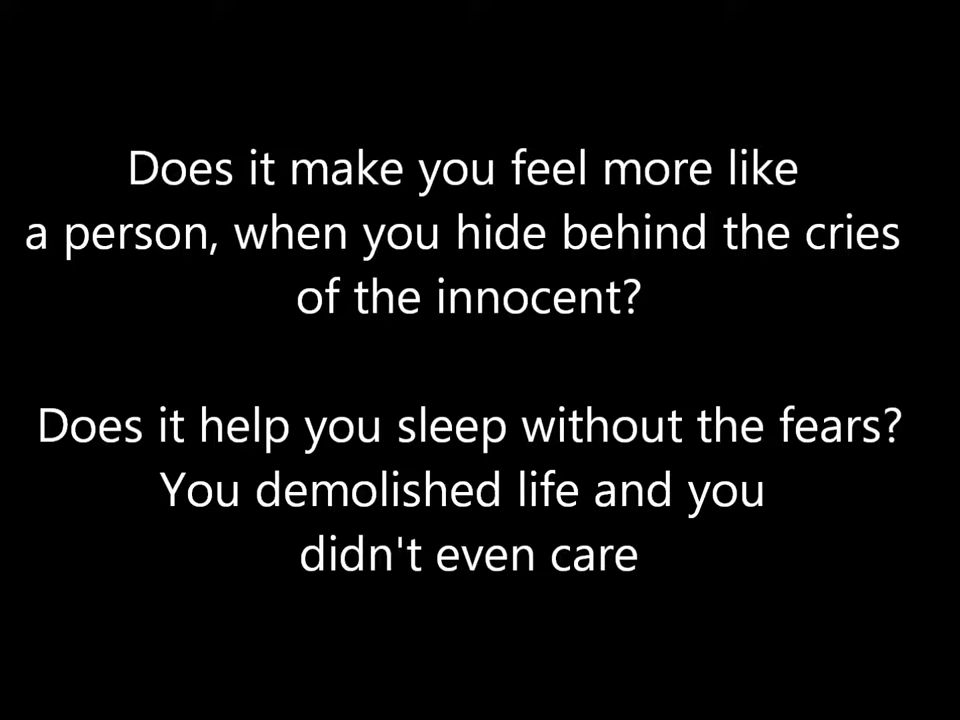 Does it make you feel more like
a person, when you hide behind the cries
of the innocent?
Does it help you sleep without the fears?
You demolished life and you
didn't even care